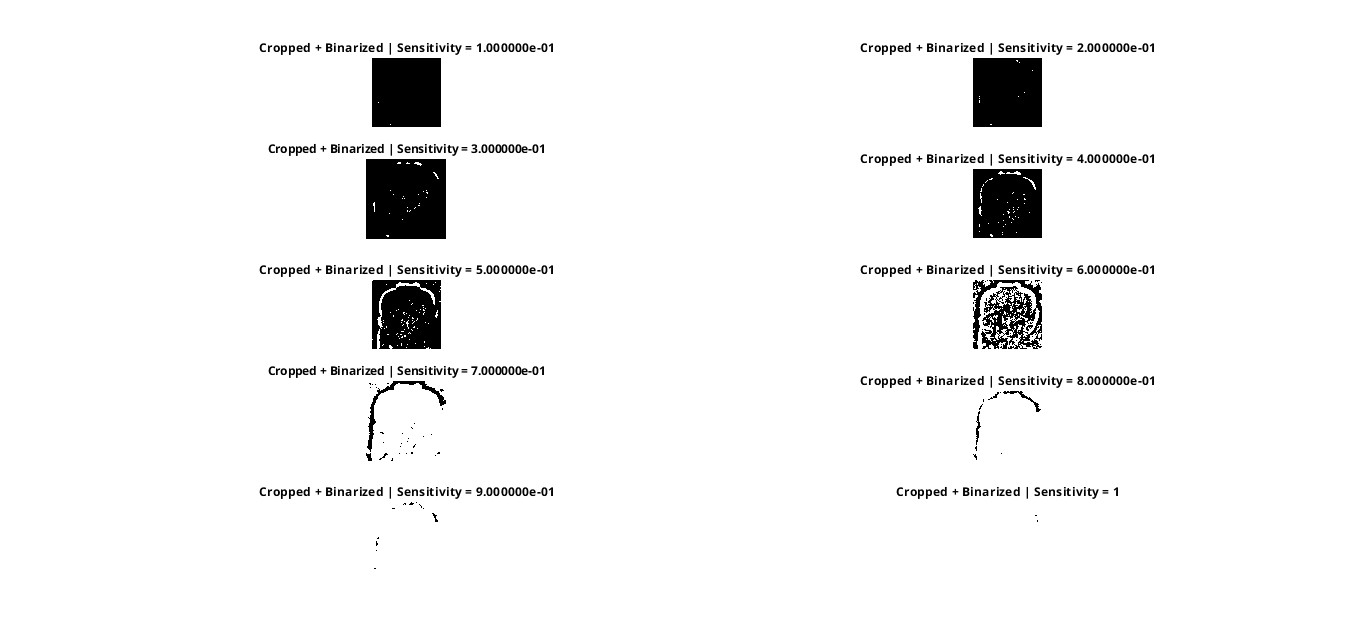 Cropped + Binarized | Sensitivity = 1.000000e-01
Cropped + Binarized | Sensitivity = 2.000000e-01
Cropped + Binarized | Sensitivity = 3.000000e-01
Cropped + Binarized | Sensitivity = 4.000000e-01
Cropped + Binarized | Sensitivity = 5.000000e-01
Cropped + Binarized | Sensitivity = 6.000000e-01
Cropped + Binarized | Sensitivity = 7.000000e-01
Cropped + Binarized | Sensitivity = 8.000000e-01
Cropped + Binarized | Sensitivity = 9.000000e-01
Cropped + Binarized | Sensitivity = 1